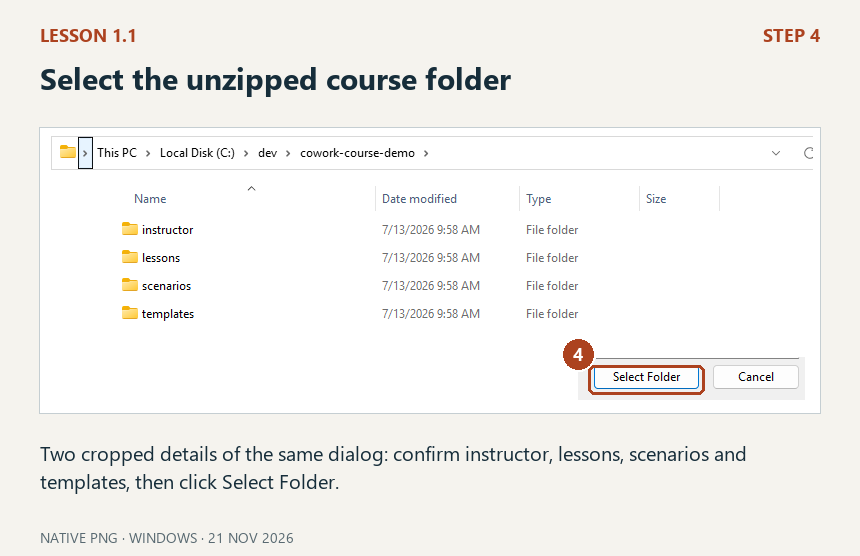 LESSON 1.1
STEP 4
Select the unzipped course folder
This PC > Local Disk (C:) > dev > cowork-course-demo >
Name Date modified Type Size
instructor 7/13/2026 9:58 AM File folder
lessons 7/13/2026 9:58 AM File folder
scenarios 7/13/2026 9:58 AM File folder
templates 7/13/2026 9:58 AM File folder
4
Select Folder Cancel
Two cropped details of the same dialog: confirm instructor, lessons, scenarios and
templates, then click Select Folder.
NATIVE PNG · WINDOWS · 21 NOV 2026